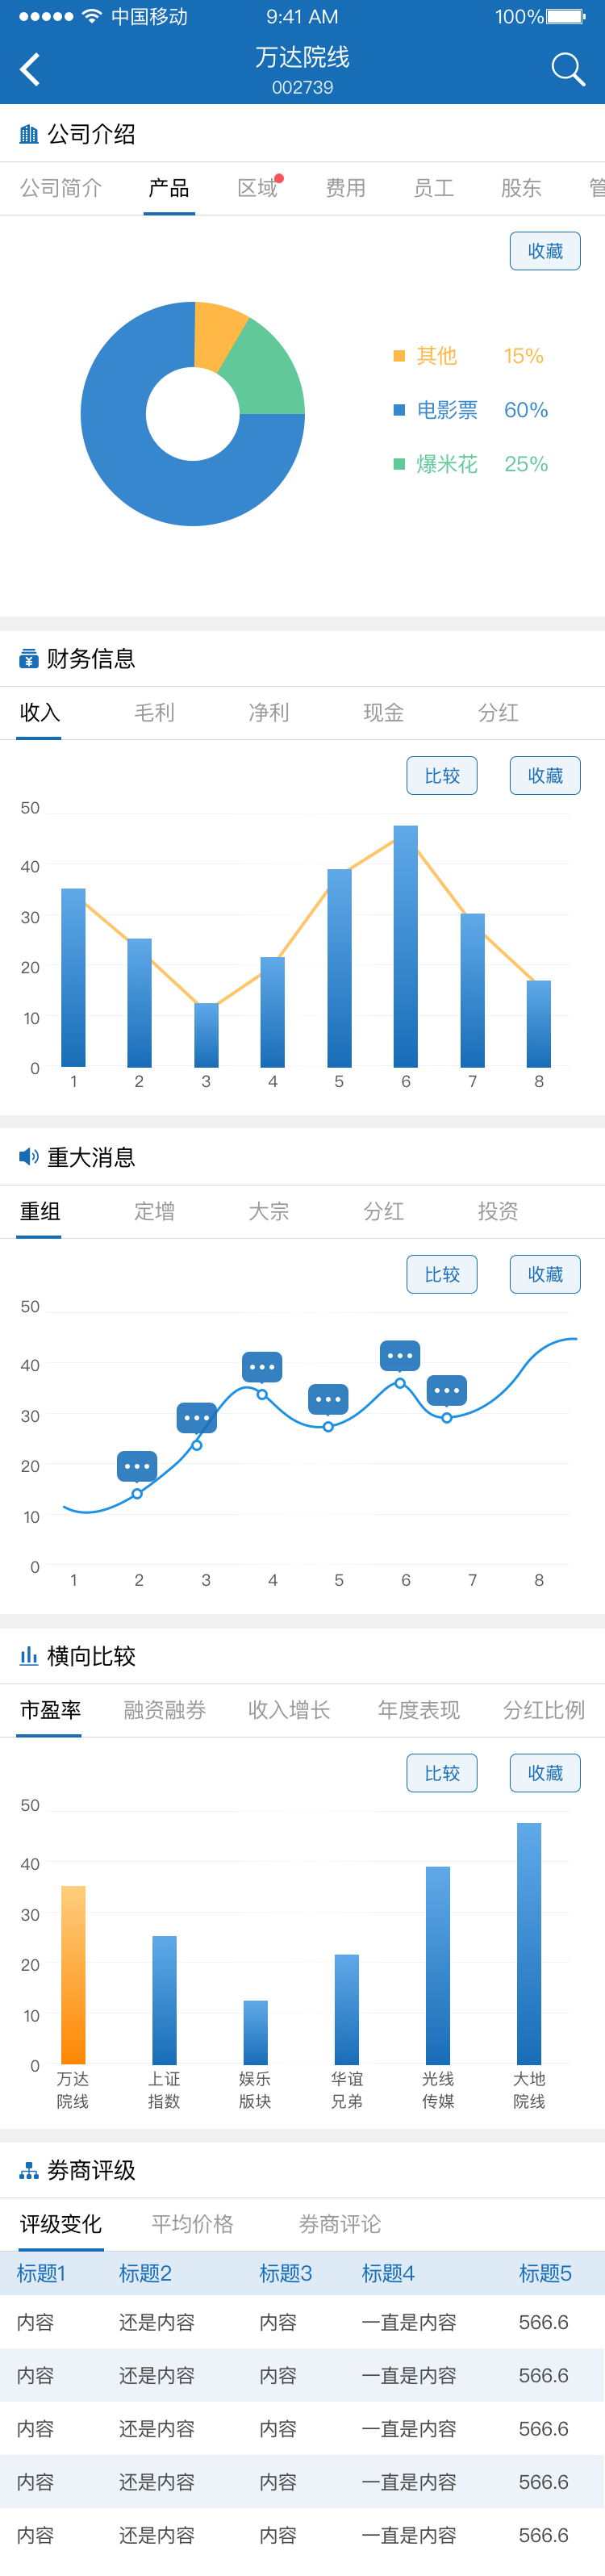 中国移动 9:41 AM 100%
万达院线
002739
公司介绍
公司简介 产品 区域 费用 员工 股东 管
收藏
其他 15%
电影票 60%
爆米花 25%
财务信息
收入 毛利 净利 现金 分红
比较 收藏
50
40
30
20
10
0
1 2 3 4 5 6 7 8
重大消息
重组 定增 大宗 分红 投资
比较 收藏
50
40
30
20
10
0
1 2 3 4 5 6 7 8
横向比较
市盈率 融资融券 收入增长 年度表现 分红比例
比较 收藏
50
40
30
20
10
0
万达 上证 娱乐 华谊 光线 大地
院线 指数 版块 兄弟 传媒 院线
券商评级
评级变化 平均价格 券商评论
标题1 标题2 标题3 标题4 标题5
内容 还是内容 内容 一直是内容 566.6
内容 还是内容 内容 一直是内容 566.6
内容 还是内容 内容 一直是内容 566.6
内容 还是内容 内容 一直是内容 566.6
内容 还是内容 内容 一直是内容 566.6